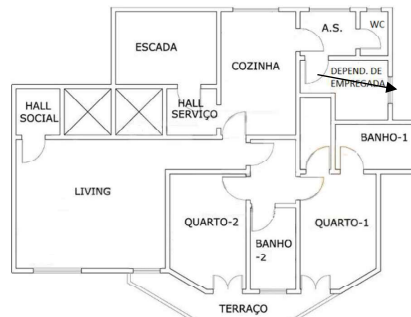 A.S.
WC
ESCADA
COZINHA
DEPEND. DE
EMPREGADA
HALL
SOCIAL
HALL
SERVIÇO
BANHO-1
LIVING
QUARTO-2
BANHO
-2
QUARTO-1
TERRAÇO